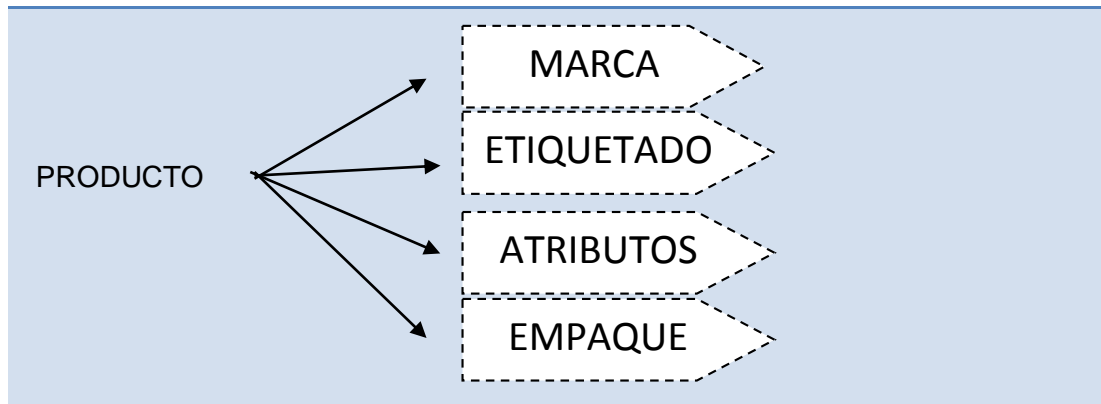 MARCA
ETIQUETADO
PRODUCTO
ATRIBUTOS
EMPAQUE